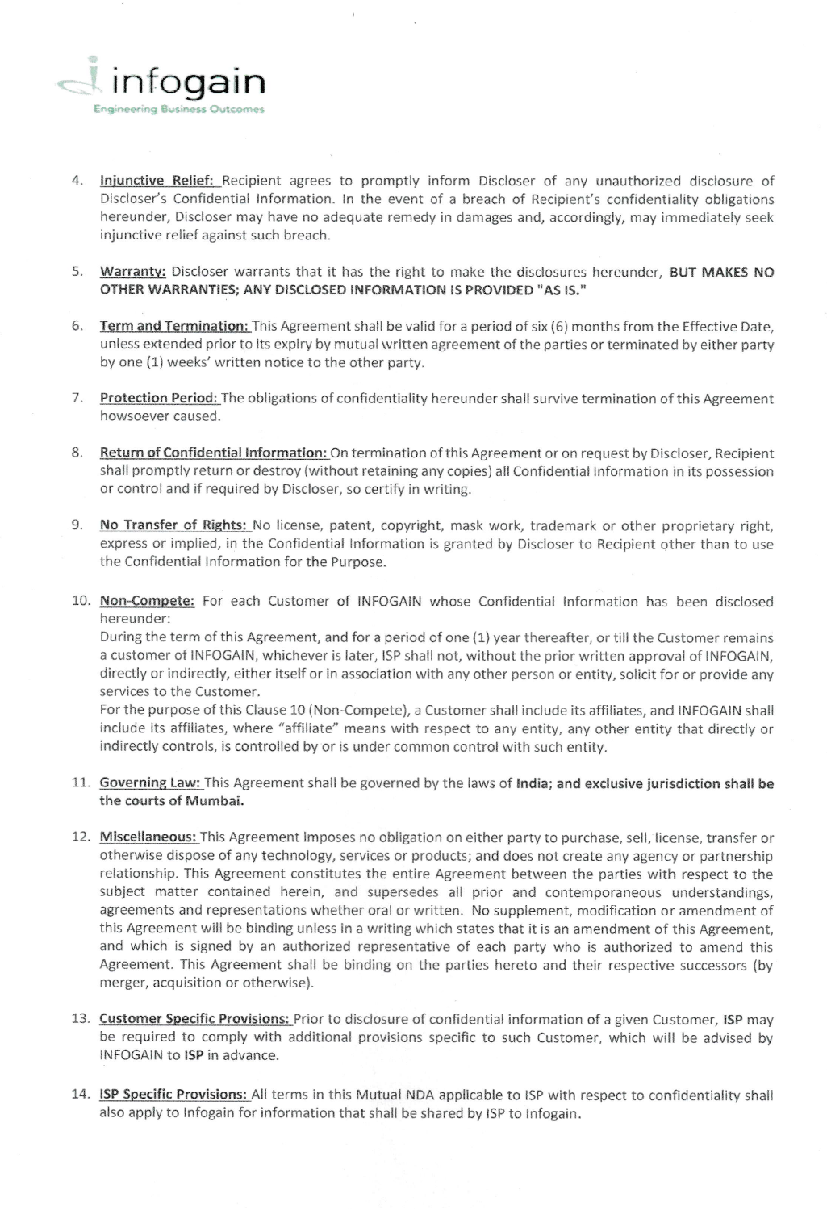 infogain
Engineering Business Outcomes
4. Injunctive Relief: Recipient agrees to promptly inform Discloser of any unauthorized disclosure of
Discloser's Confidential Information. In the event of a breach of Recipient's confidentiality obligations
hereunder, Discloser may have no adequate remedy in damages and, accordingly, may immediately seek
injunctive relief against such breach.
5. Warranty: Discloser warrants that it has the right to make the disclosures hereunder, BUT MAKES NO
OTHER WARRANTIES; ANY DISCLOSED INFORMATION IS PROVIDED "AS IS."
6. Term and Termination: This Agreement shall be valid for a period of six (6) months from the Effective Date,
unless extended prior to its expiry by mutual written agreement of the parties or terminated by either party
by one (1) weeks' written notice to the other party.
7. Protection Period: The obligations of confidentiality hereunder shall survive termination of this Agreement
howsoever caused.
8. Return of Confidential Information: On termination of this Agreement or on request by Discloser, Recipient
shall promptly return or destroy (without retaining any copies) all Confidential Information in its possession
or control and if required by Discloser, so certify in writing.
9. No Transfer of Rights: No license, patent, copyright, mask work, trademark or other proprietary right,
express or implied, in the Confidential Information is granted by Discloser to Recipient other than to use
the Confidential Information for the Purpose.
10. Non-Compete: For each Customer of INFOGAIN whose Confidential Information has been disclosed
hereunder:
During the term of this Agreement, and for a period of one (1) year thereafter, or till the Customer remains
a customer of INFOGAIN, whichever is later, ISP shall not, without the prior written approval of INFOGAIN,
directly or indirectly, either itself or in association with any other person or entity, solicit for or provide any
services to the Customer.
For the purpose of this Clause 10 (Non-Compete), a Customer shall include its affiliates, and INFOGAIN shall
include its affiliates, where "affiliate" means with respect to any entity, any other entity that directly or
indirectly controls, is controlled by or is under common control with such entity.
11. Governing Law: This Agreement shall be governed by the laws of India; and exclusive jurisdiction shall be
the courts of Mumbai.
12. Miscellaneous: This Agreement imposes no obligation on either party to purchase, sell, license, transfer or
otherwise dispose of any technology, services or products; and does not create any agency or partnership
relationship. This Agreement constitutes the entire Agreement between the parties with respect to the
subject matter contained herein, and supersedes all prior and contemporaneous understandings,
agreements and representations whether oral or written. No supplement, modification or amendment of
this Agreement will be binding unless in a writing which states that it is an amendment of this Agreement,
and which is signed by an authorized representative of each party who is authorized to amend this
Agreement. This Agreement shall be binding on the parties hereto and their respective successors (by
merger, acquisition or otherwise).
13. Customer Specific Provisions: Prior to disclosure of confidential information of a given Customer, ISP may
be required to comply with additional provisions specific to such Customer, which will be advised by
INFOGAIN to ISP in advance.
14. ISP Specific Provisions: All terms in this Mutual NDA applicable to ISP with respect to confidentiality shall
also apply to Infogain for information that shall be shared by ISP to Infogain.